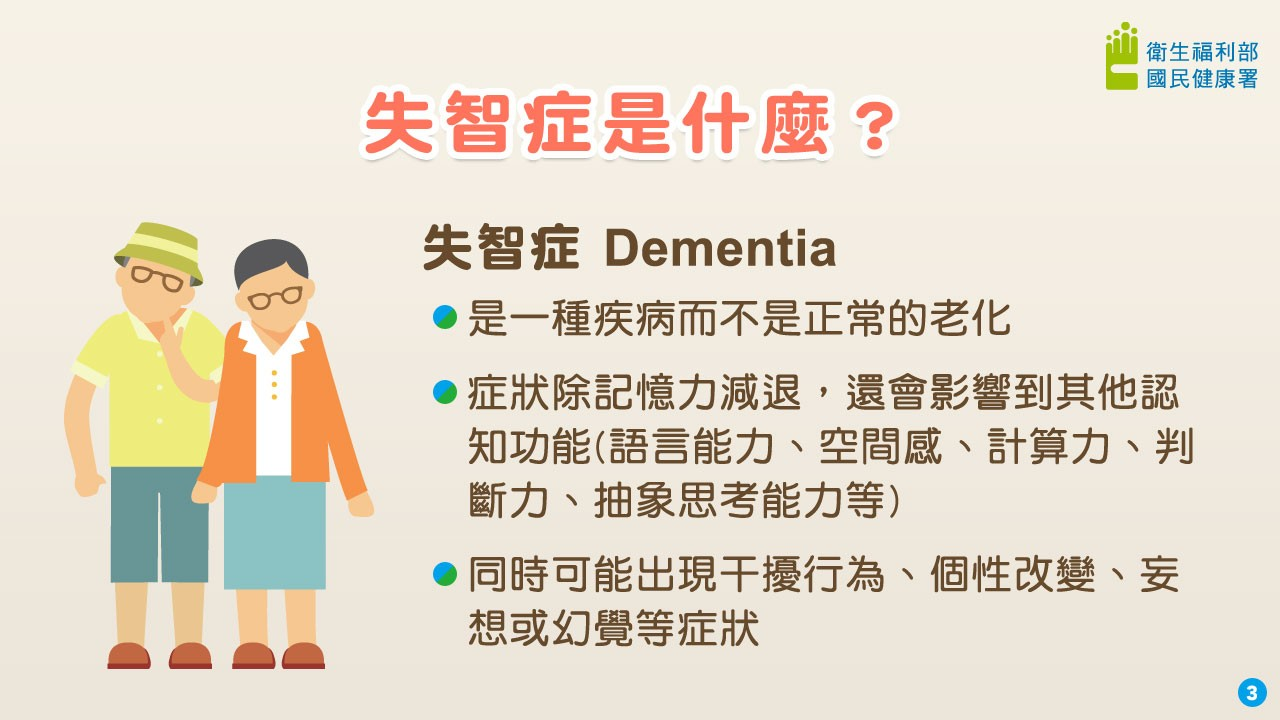 衛生福利部
國民健康署
失智症是什麼？
失智症 Dementia
是一種疾病而不是正常的老化
症狀除記憶力減退，還會影響到其他認
知功能(語言能力、空間感、計算力、判
斷力、抽象思考能力等)
同時可能出現干擾行為、個性改變、妄
想或幻覺等症狀
3